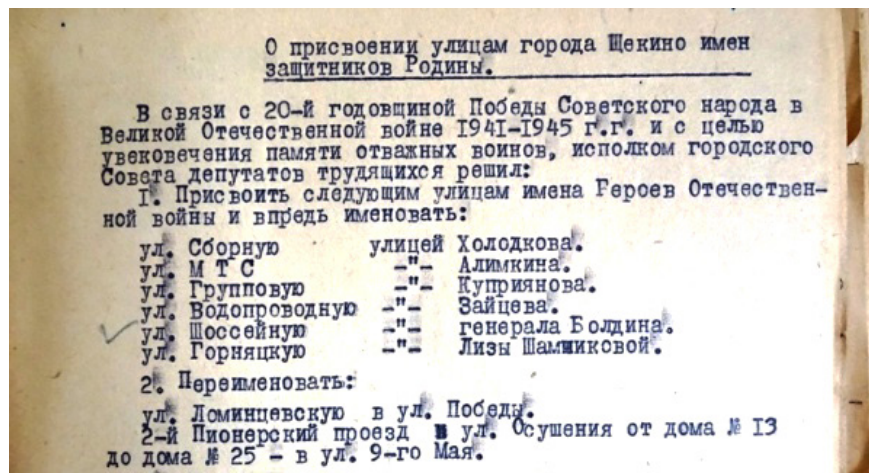 О присвоении улицам города Щекино имен
защитников Родины.
В связи с 20-й годовщиной Победы Советского народа в
Великой Отечественной войне 1941-1945 г.г. и с целью
увековечения памяти отважных воинов, исполком городского
Совета депутатов трудящихся решил:
1. Присвоить следующим улицам имена Героев Отечествен-
ной войны и впредь именовать:
ул. Сборную улицей Холодкова.
ул. М Т С -"- Алимкина.
ул. Групповую -"- Куприянова.
ул. Водопроводную -"- Зайцева.
ул. Шоссейную -"- генерала Болдина.
ул. Горняцкую -"- Лизы Шамшиковой.
2. Переименовать:
ул. Ломинцевскую в ул. Победы.
2-й Пионерский проезд в ул. Осушения от дома № 13
до дома № 25 - в ул. 9-го Мая.